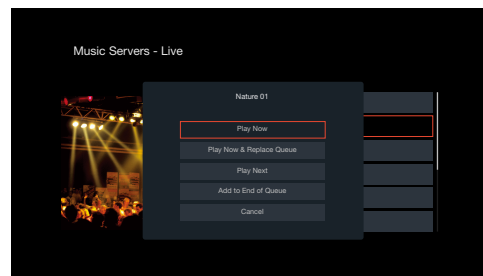 Music Servers - Live
Nature 01
Play Now
Play Now & Replace Queue
Play Next
Add to End of Queue
Cancel